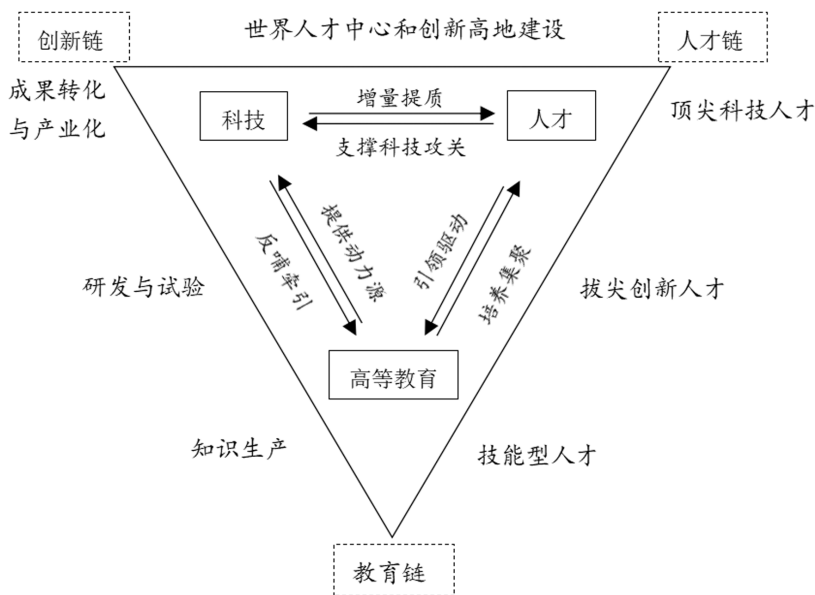 世界人才中心和创新高地建设
创新链
人才链
成果转化
与产业化
科技
增量提质
人才
顶尖科技人才
支撑科技攻关
反哺牵引
提供动力源
引领驱动
培养集聚
研发与试验
拔尖创新人才
高等教育
知识生产
技能型人才
教育链